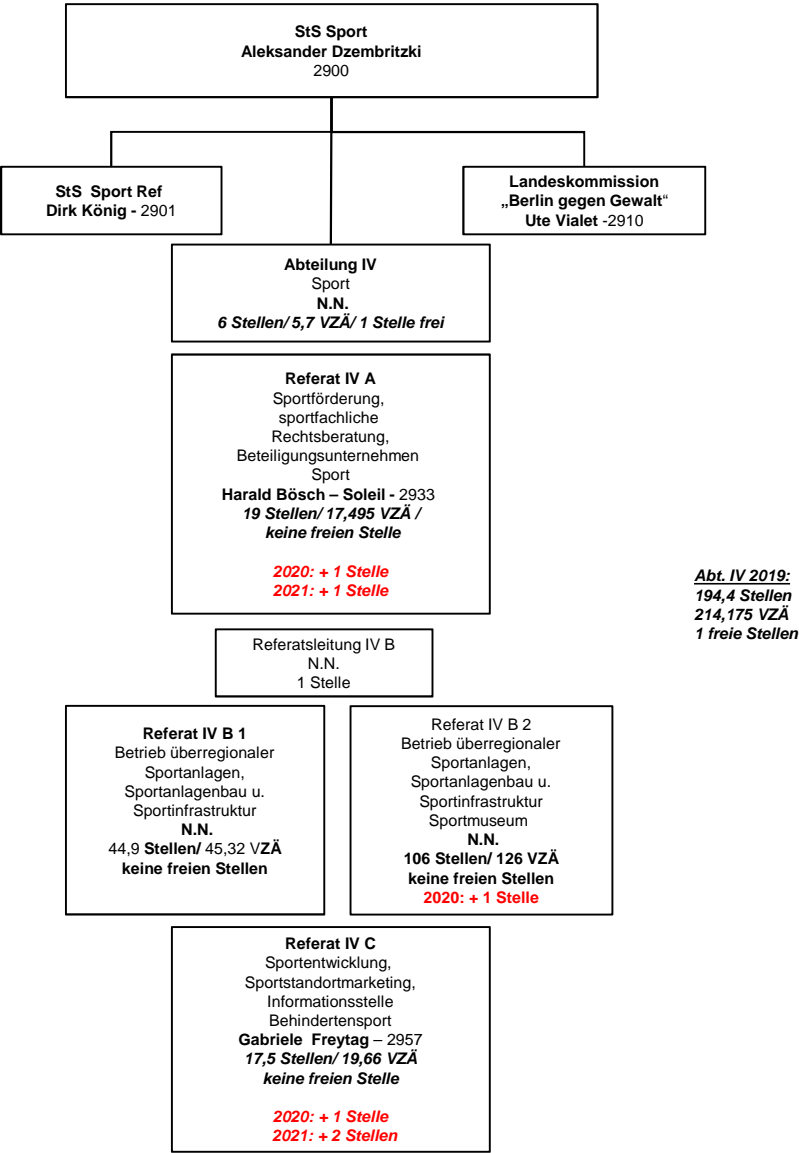 StS Sport
Aleksander Dzembritzki
2900
StS  Sport Ref
Dirk König - 2901
Landeskommission
„Berlin gegen Gewalt“
Ute Vialet -2910
Abteilung IV
Sport
N.N.
6 Stellen/ 5,7 VZÄ/ 1 Stelle frei
Referat IV A
Sportförderung,
sportfachliche
Rechtsberatung,
Beteiligungsunternehmen
Sport
Harald Bösch – Soleil - 2933
19 Stellen/ 17,495 VZÄ /
keine freien Stelle
2020: + 1 Stelle
2021: + 1 Stelle
Abt. IV 2019:
194,4 Stellen
214,175 VZÄ
1 freie Stellen
Referatsleitung IV B
N.N.
1 Stelle
Referat IV B 1
Betrieb überregionaler
Sportanlagen,
Sportanlagenbau u.
Sportinfrastruktur
N.N.
44,9 Stellen/ 45,32 VZÄ
keine freien Stellen
Referat IV B 2
Betrieb überregionaler
Sportanlagen,
Sportanlagenbau u.
Sportinfrastruktur
Sportmuseum
N.N.
106 Stellen/ 126 VZÄ
keine freien Stellen
2020: + 1 Stelle
Referat IV C
Sportentwicklung,
Sportstandortmarketing,
Informationsstelle
Behindertensport
Gabriele  Freytag – 2957
17,5 Stellen/ 19,66 VZÄ
keine freien Stelle
2020: + 1 Stelle
2021: + 2 Stellen